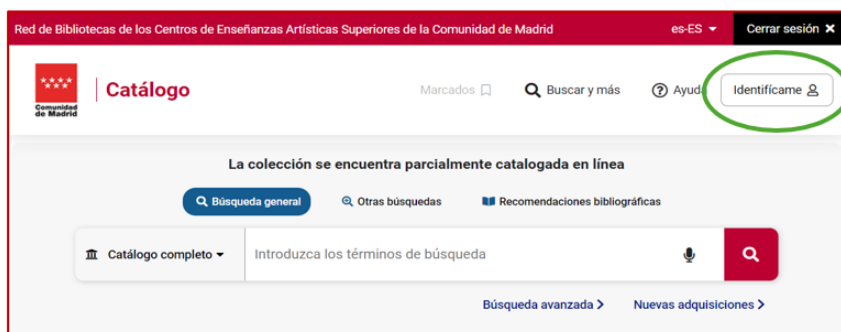 Red de Bibliotecas de los Centros de Enseñanzas Artísticas Superiores de la Comunidad de Madrid es-ES Cerrar sesión ×
Comunidad
de Madrid
Catálogo Marcados Buscar y más Ayuda Identifícame
La colección se encuentra parcialmente catalogada en línea
Búsqueda general Otras búsquedas Recomendaciones bibliográficas
Catálogo completo Introduzca los términos de búsqueda
Búsqueda avanzada > Nuevas adquisiciones >